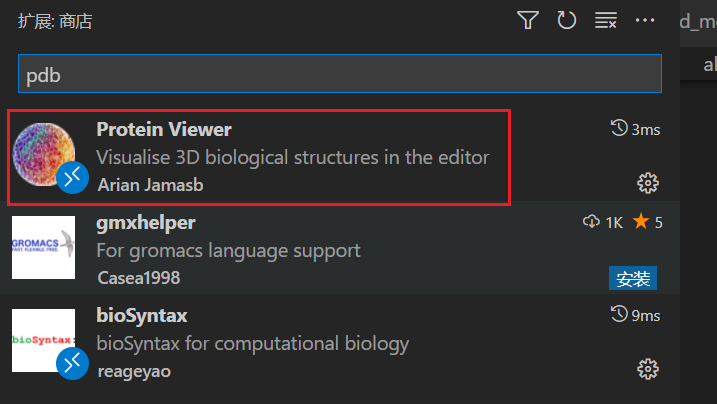 扩展: 商店
d_m
pdb
al
Protein Viewer
3ms
Visualise 3D biological structures in the editor
Arian Jamasb
GROMACS
FAST. FLEXIBLE. FREE.
gmxhelper
1K
5
For gromacs language support
Casea1998
安装
bioSyntax:
bioSyntax
9ms
bioSyntax for computational biology
reageyao